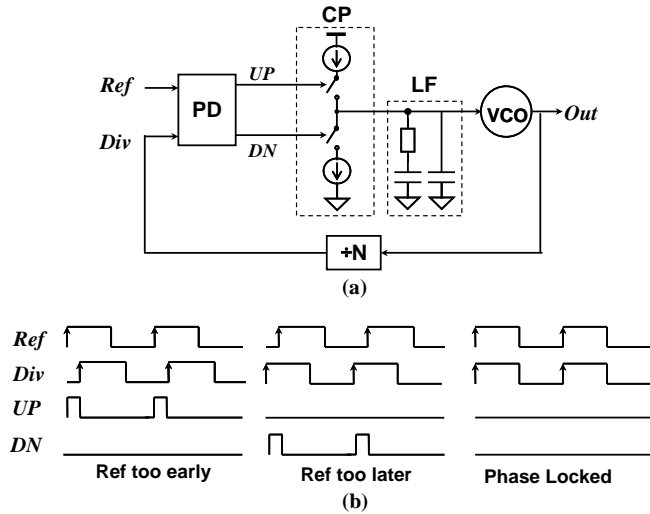 CP
Ref
UP
PD
LF
VCO
Out
Div
DN
÷N
(a)
Ref
Div
UP
DN
Ref too early
Ref too later
Phase Locked
(b)